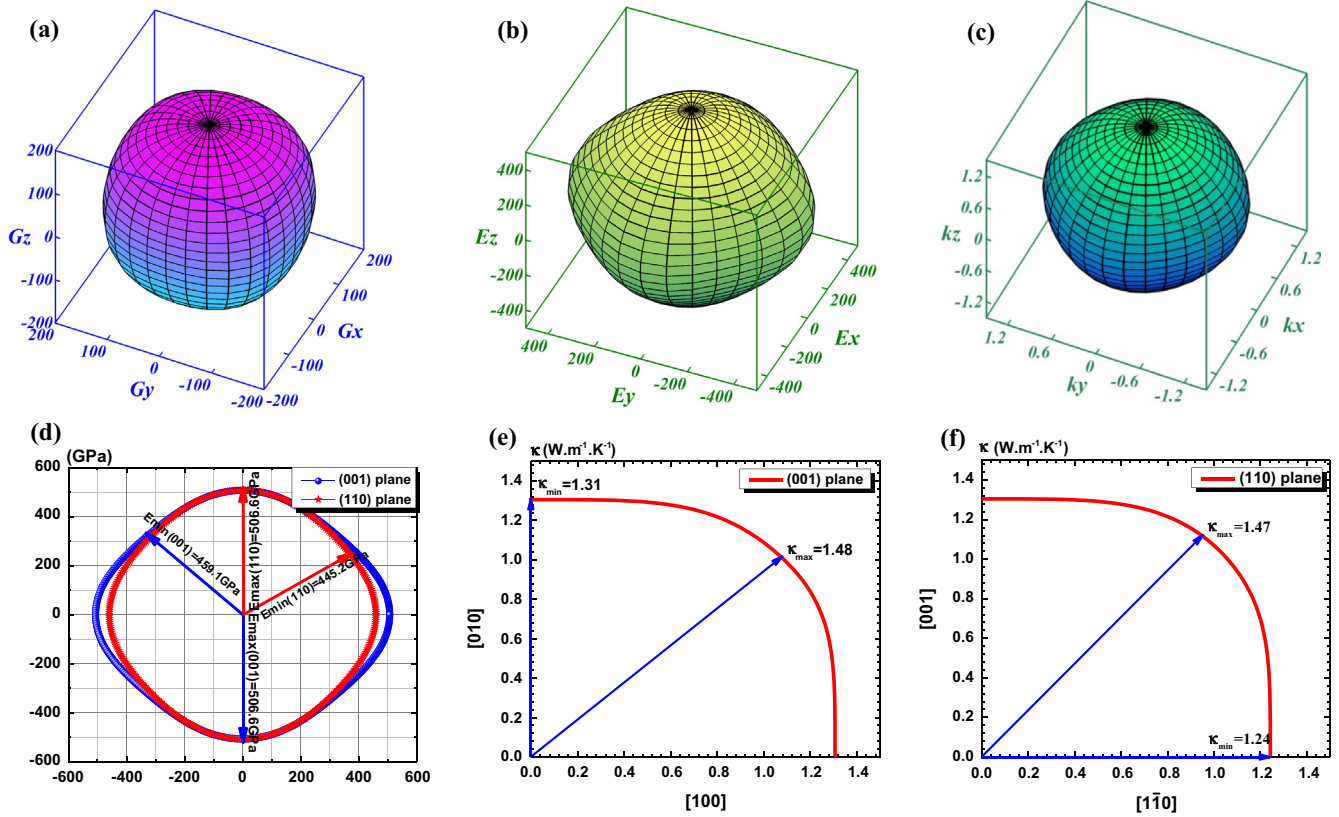 (a)
200
100
Gz
0
-100
-200
200
100
0
-100
-200
Gy
-200
-100
0
100
200
Gx
(b)
400
200
Ez
0
-200
-400
400
200
0
-200
-400
Ey
-400
-200
0
200
400
Ex
(c)
1.2
0.6
kz
0
-0.6
-1.2
1.2
0.6
0
-0.6
-1.2
ky
-1.2
-0.6
0
0.6
1.2
kx
(d)
(GPa)
600
400
200
0
-200
-400
-600
-600 -400 -200 0 200 400 600
(001) plane
(110) plane
Emin(001)=459.1GPa
Emax(110)=506.6GPa
Emin(110)=445.2GPa
Emax(001)=506.6GPa
(e)
κ (W.m⁻¹.K⁻¹)
(001) plane
κmin=1.31
κmax=1.48
1.4
1.2
1.0
0.8
0.6
0.4
0.2
0.0
[010]
0.0 0.2 0.4 0.6 0.8 1.0 1.2 1.4
[100]
(f)
κ (W.m⁻¹.K⁻¹)
(110) plane
κmax=1.47
κmin=1.24
1.4
1.2
1.0
0.8
0.6
0.4
0.2
0.0
[001]
0.0 0.2 0.4 0.6 0.8 1.0 1.2 1.4
[11̄0]